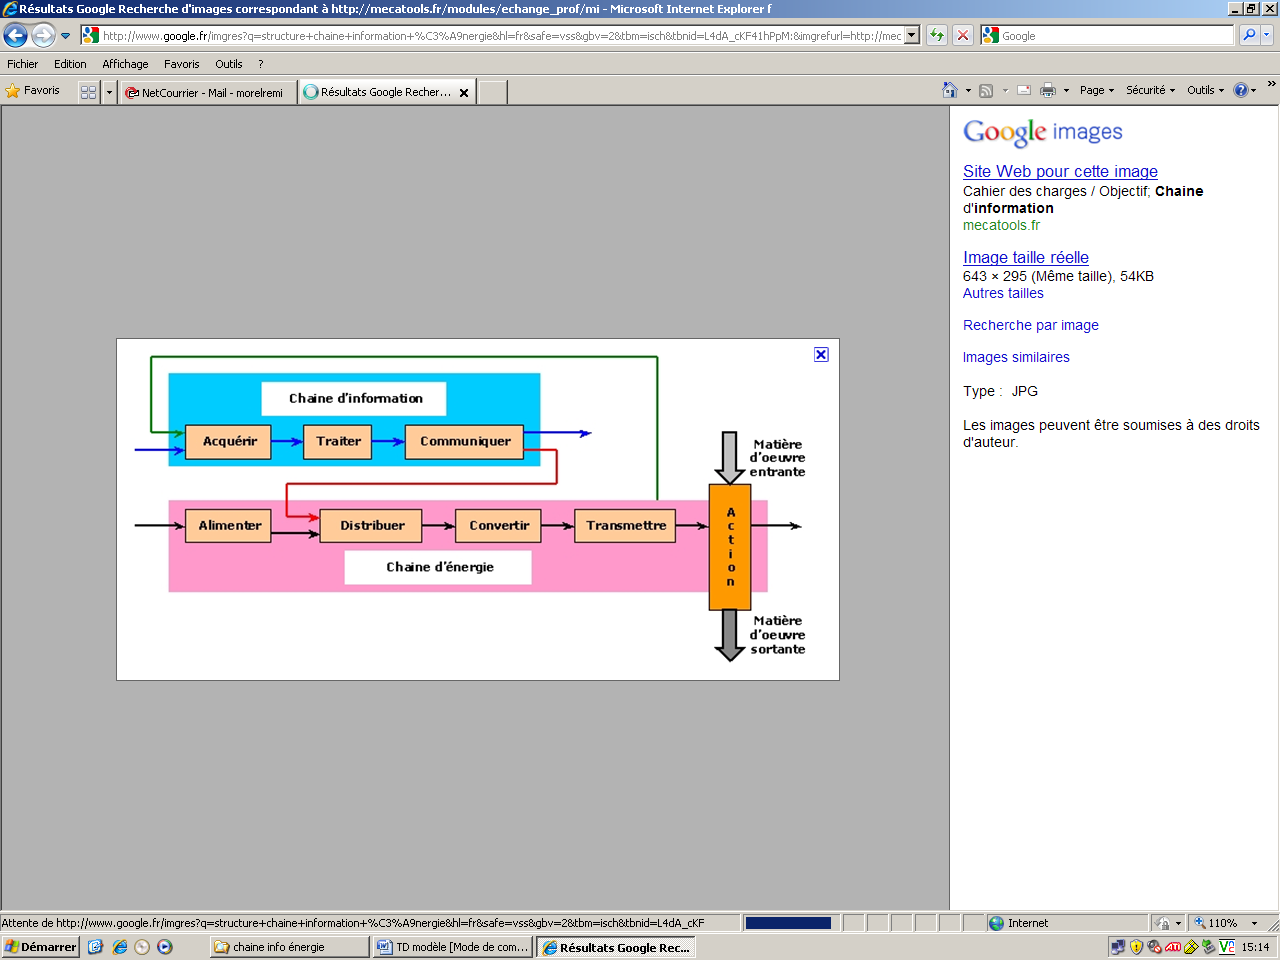 Résultats Google Recherche d'images correspondant à http://mecatools.fr/modules/echange_prof/mi - Microsoft Internet Explorer f
http://www.google.fr/imgres?q=structure+chaine+information+%C3%A9nergie&hl=fr&safe=vss&gbv=2&tbm=isch&tbnid=L4dA_cKF41hPpM:&imgrefurl=http://mec
Google
Fichier Edition Affichage Favoris Outils ?
Favoris
NetCourrier - Mail - morelremi
Résultats Google Recher...
Page
Sécurité
Outils
Google images
Site Web pour cette image
Cahier des charges / Objectif; Chaine
d'information
mecatools.fr
Image taille réelle
643 × 295 (Même taille), 54KB
Autres tailles
Recherche par image
Images similaires
Type : JPG
Les images peuvent être soumises à des droits
d'auteur.
Chaine d'information
Acquérir
Traiter
Communiquer
Matière
d'oeuvre
entrante
Alimenter
Distribuer
Convertir
Transmettre
Action
Chaine d'énergie
Matière
d'oeuvre
sortante
Attente de http://www.google.fr/imgres?q=structure+chaine+information+%C3%A9nergie&hl=fr&safe=vss&gbv=2&tbm=isch&tbnid=L4dA_cKF
Internet
110%
Démarrer
chaine info énergie
TD modèle [Mode de com...
Résultats Google Rec...
15:14